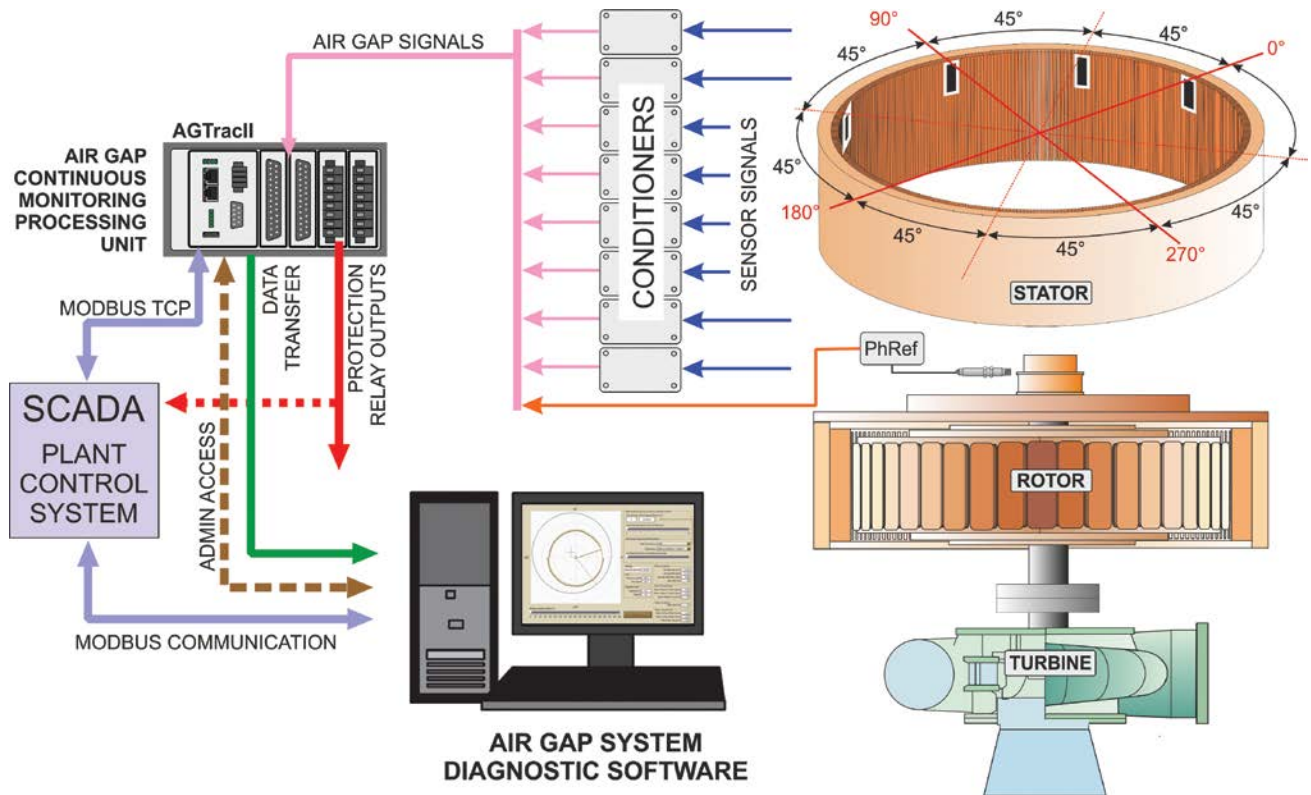 AIR GAP SIGNALS
AGTracII
AIR GAP
CONTINUOUS
MONITORING
PROCESSING
UNIT
MODBUS TCP
DATA
TRANSFER
PROTECTION
RELAY OUTPUTS
SCADA
PLANT
CONTROL
SYSTEM
ADMIN ACCESS
MODBUS COMMUNICATION
CONDITIONERS
SENSOR SIGNALS
90°
45°
45°
0°
45°
45°
45°
180°
45°
45°
45°
270°
STATOR
PhRef
ROTOR
TURBINE
AIR GAP SYSTEM
DIAGNOSTIC SOFTWARE